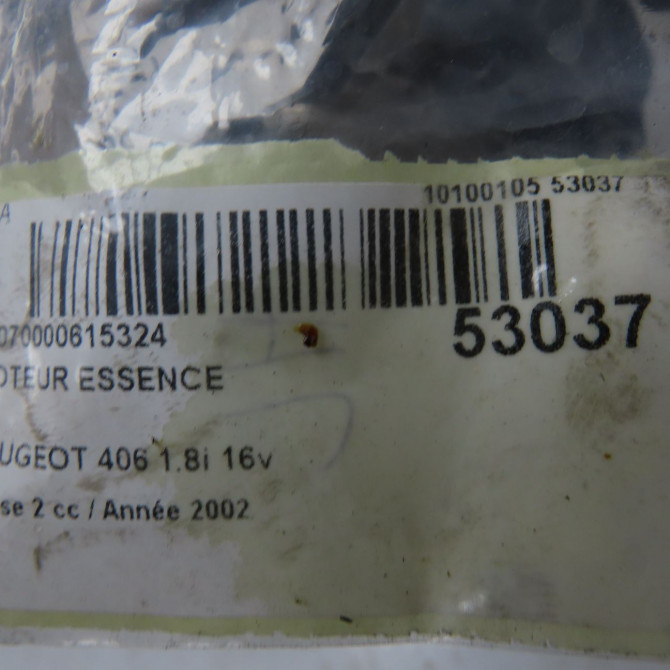 A
10100105 53037
070000615324
53037
OTEUR ESSENCE
UGEOT 406 1.8i 16v
se 2 cc / Année 2002